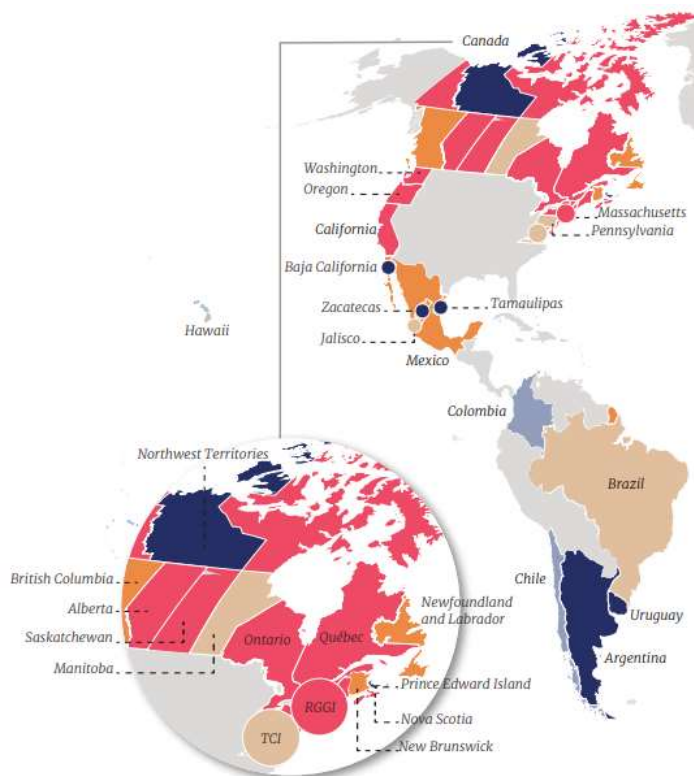 Canada
Washington
Oregon
Massachusetts
California
Pennsylvania
Baja California
Zacatecas
Tamaulipas
Hawaii
Jalisco
Mexico
Colombia
Northwest Territories
Brazil
British Columbia
Chile
Newfoundland
and Labrador
Alberta
Uruguay
Saskatchewan
Ontario
Québec
Manitoba
Argentina
Prince Edward Island
RGGI
Nova Scotia
TCI
New Brunswick